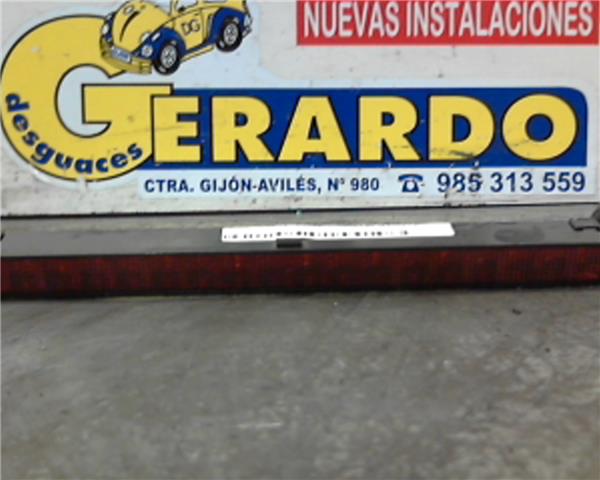 NUEVAS INSTALACIONES
DG
desguaces
GERARDO
CTRA. GIJÓN-AVILÉS, Nº 980 ☎ 985 313 559